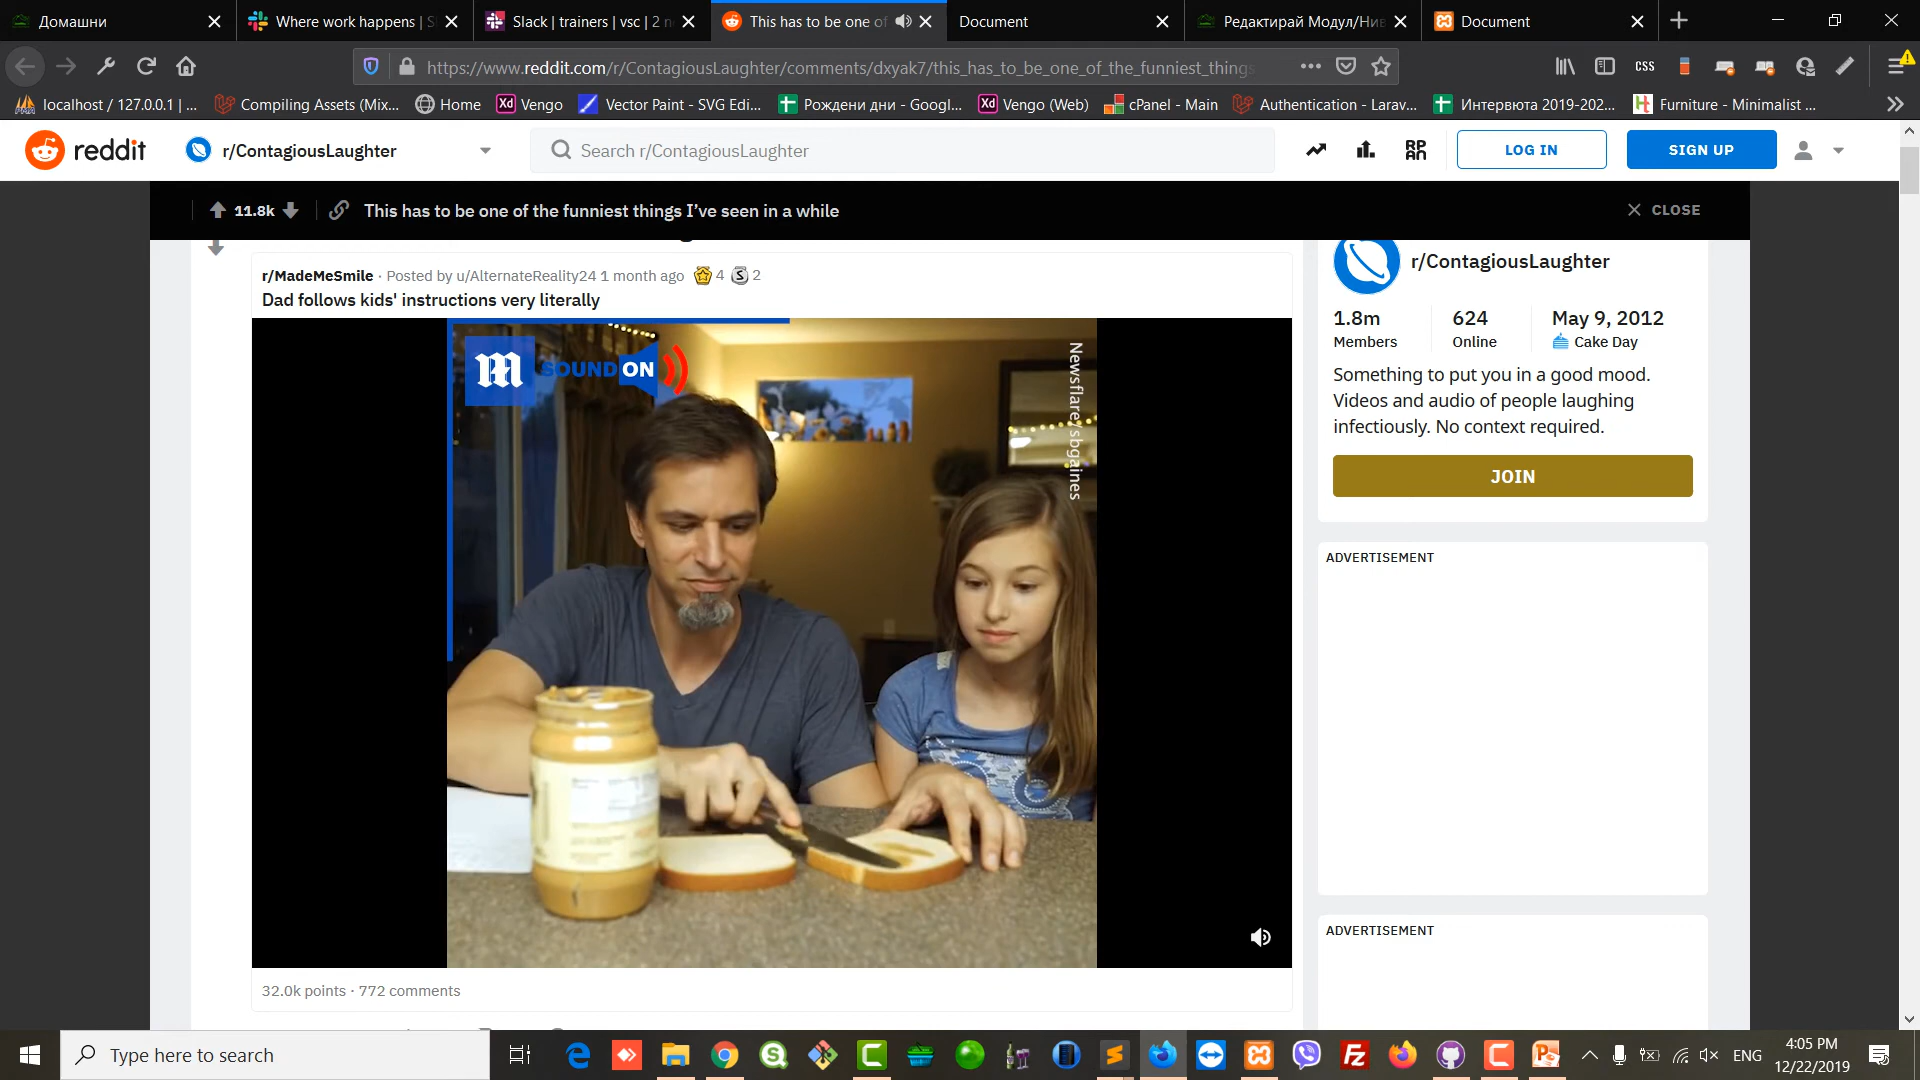 Домашни
Where work happens | S
Slack | trainers | vsc | 2 n
This has to be one of
Document
Редактирай Модул/Нив
Document
https://www.reddit.com/r/ContagiousLaughter/comments/dxyak7/this_has_to_be_one_of_the_funniest_things
CSS
localhost / 127.0.0.1 | ...
Compiling Assets (Mix...
Home
Xd Vengo
Vector Paint - SVG Edi...
Рождени дни - Googl...
Xd Vengo (Web)
cPanel - Main
Authentication - Larav...
Интервюта 2019-202...
Furniture - Minimalist ...
reddit
r/ContagiousLaughter
Search r/ContagiousLaughter
LOG IN
SIGN UP
11.8k
This has to be one of the funniest things I’ve seen in a while
CLOSE
r/MadeMeSmile · Posted by u/AlternateReality24 1 month ago 4 2
Dad follows kids' instructions very literally
M
SOUND ON
Newsflare/sbgaines
32.0k points · 772 comments
r/ContagiousLaughter
1.8m
Members
624
Online
May 9, 2012
Cake Day
Something to put you in a good mood.
Videos and audio of people laughing
infectiously. No context required.
JOIN
ADVERTISEMENT
ADVERTISEMENT
Type here to search
ENG
4:05 PM
12/22/2019